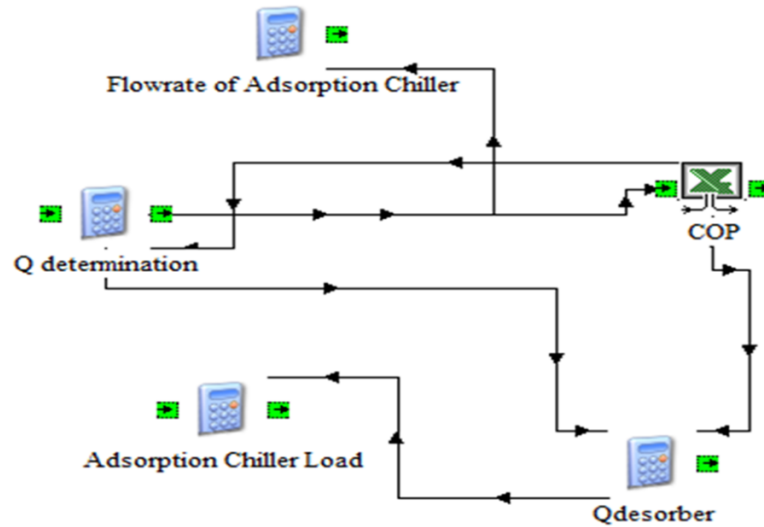 Flowrate of Adsorption Chiller
COP
Q determination
Adsorption Chiller Load
Qdesorber